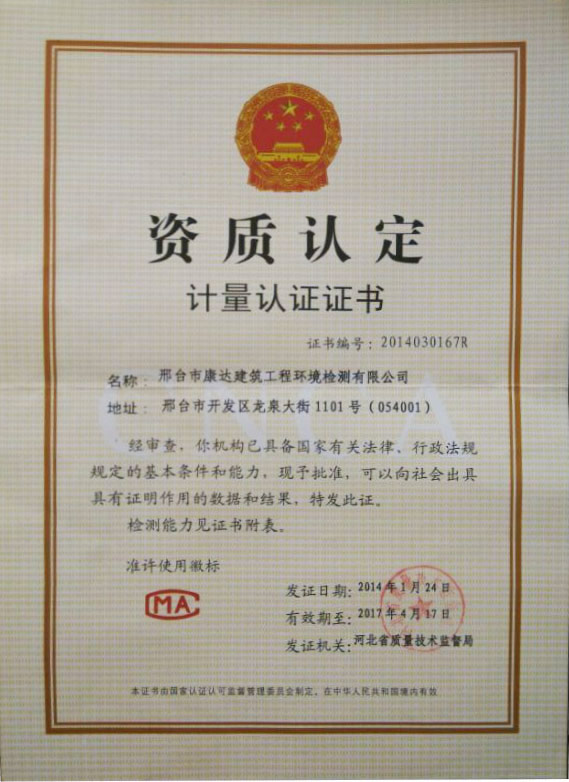 资质认定
计量认证证书
证书编号：2014030167R
名称：邢台市康达建筑工程环境检测有限公司
地址：邢台市开发区龙泉大街1101号（054001）
经审查，你机构已具备国家有关法律、行政法规
规定的基本条件和能力，现予批准，可以向社会出具
具有证明作用的数据和结果，特发此证。
检测能力见证书附表。
准许使用徽标
MA
发证日期：2014年1月24日
有效期至：2017年4月17日
发证机关：河北省质量技术监督局
本证书由国家认证认可监督管理委员会制定，在中华人民共和国境内有效